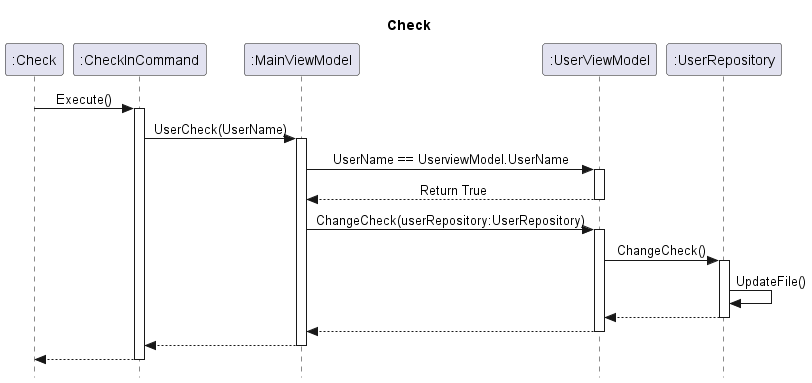 Check
:Check
:CheckInCommand
:MainViewModel
:UserViewModel
:UserRepository
Execute()
UserCheck(UserName)
UserName == UserviewModel.UserName
Return True
ChangeCheck(userRepository:UserRepository)
ChangeCheck()
UpdateFile()